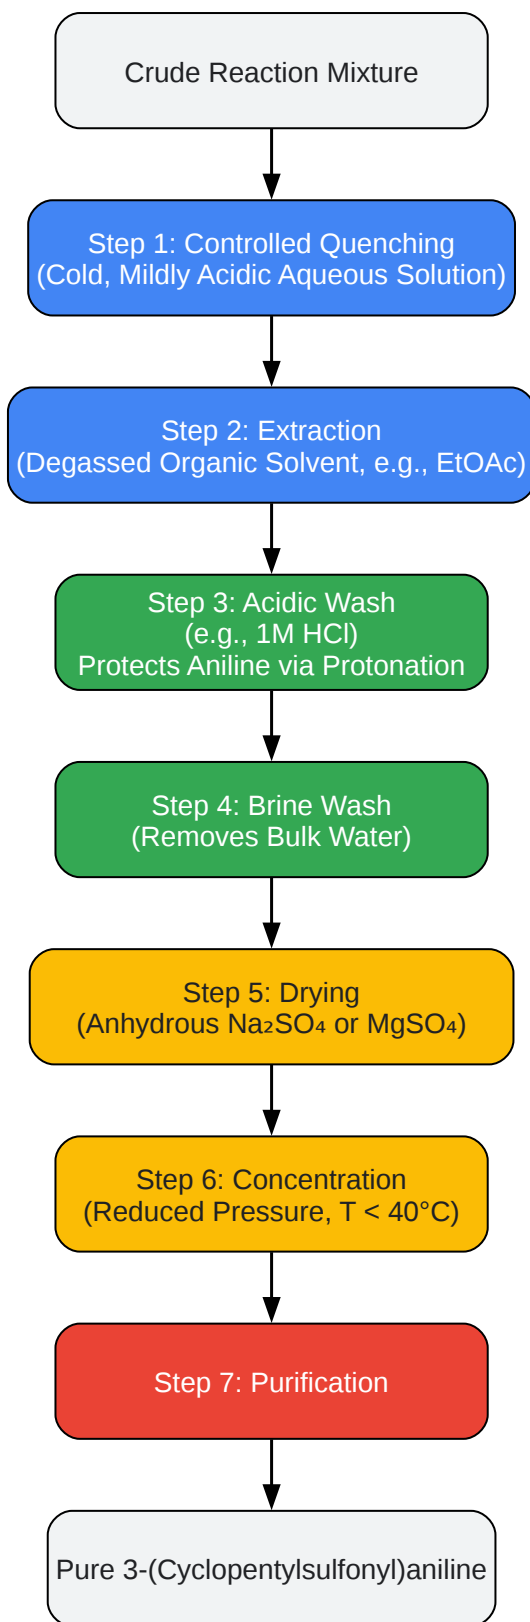 Crude Reaction Mixture
Step 1: Controlled Quenching
(Cold, Mildly Acidic Aqueous Solution)
Step 2: Extraction
(Degassed Organic Solvent, e.g., EtOAc)
Step 3: Acidic Wash
(e.g., 1M HCl)
Protects Aniline via Protonation
Step 4: Brine Wash
(Removes Bulk Water)
Step 5: Drying
(Anhydrous Na₂SO₄ or MgSO₄)
Step 6: Concentration
(Reduced Pressure, T < 40°C)
Step 7: Purification
Pure 3-(Cyclopentylsulfonyl)aniline